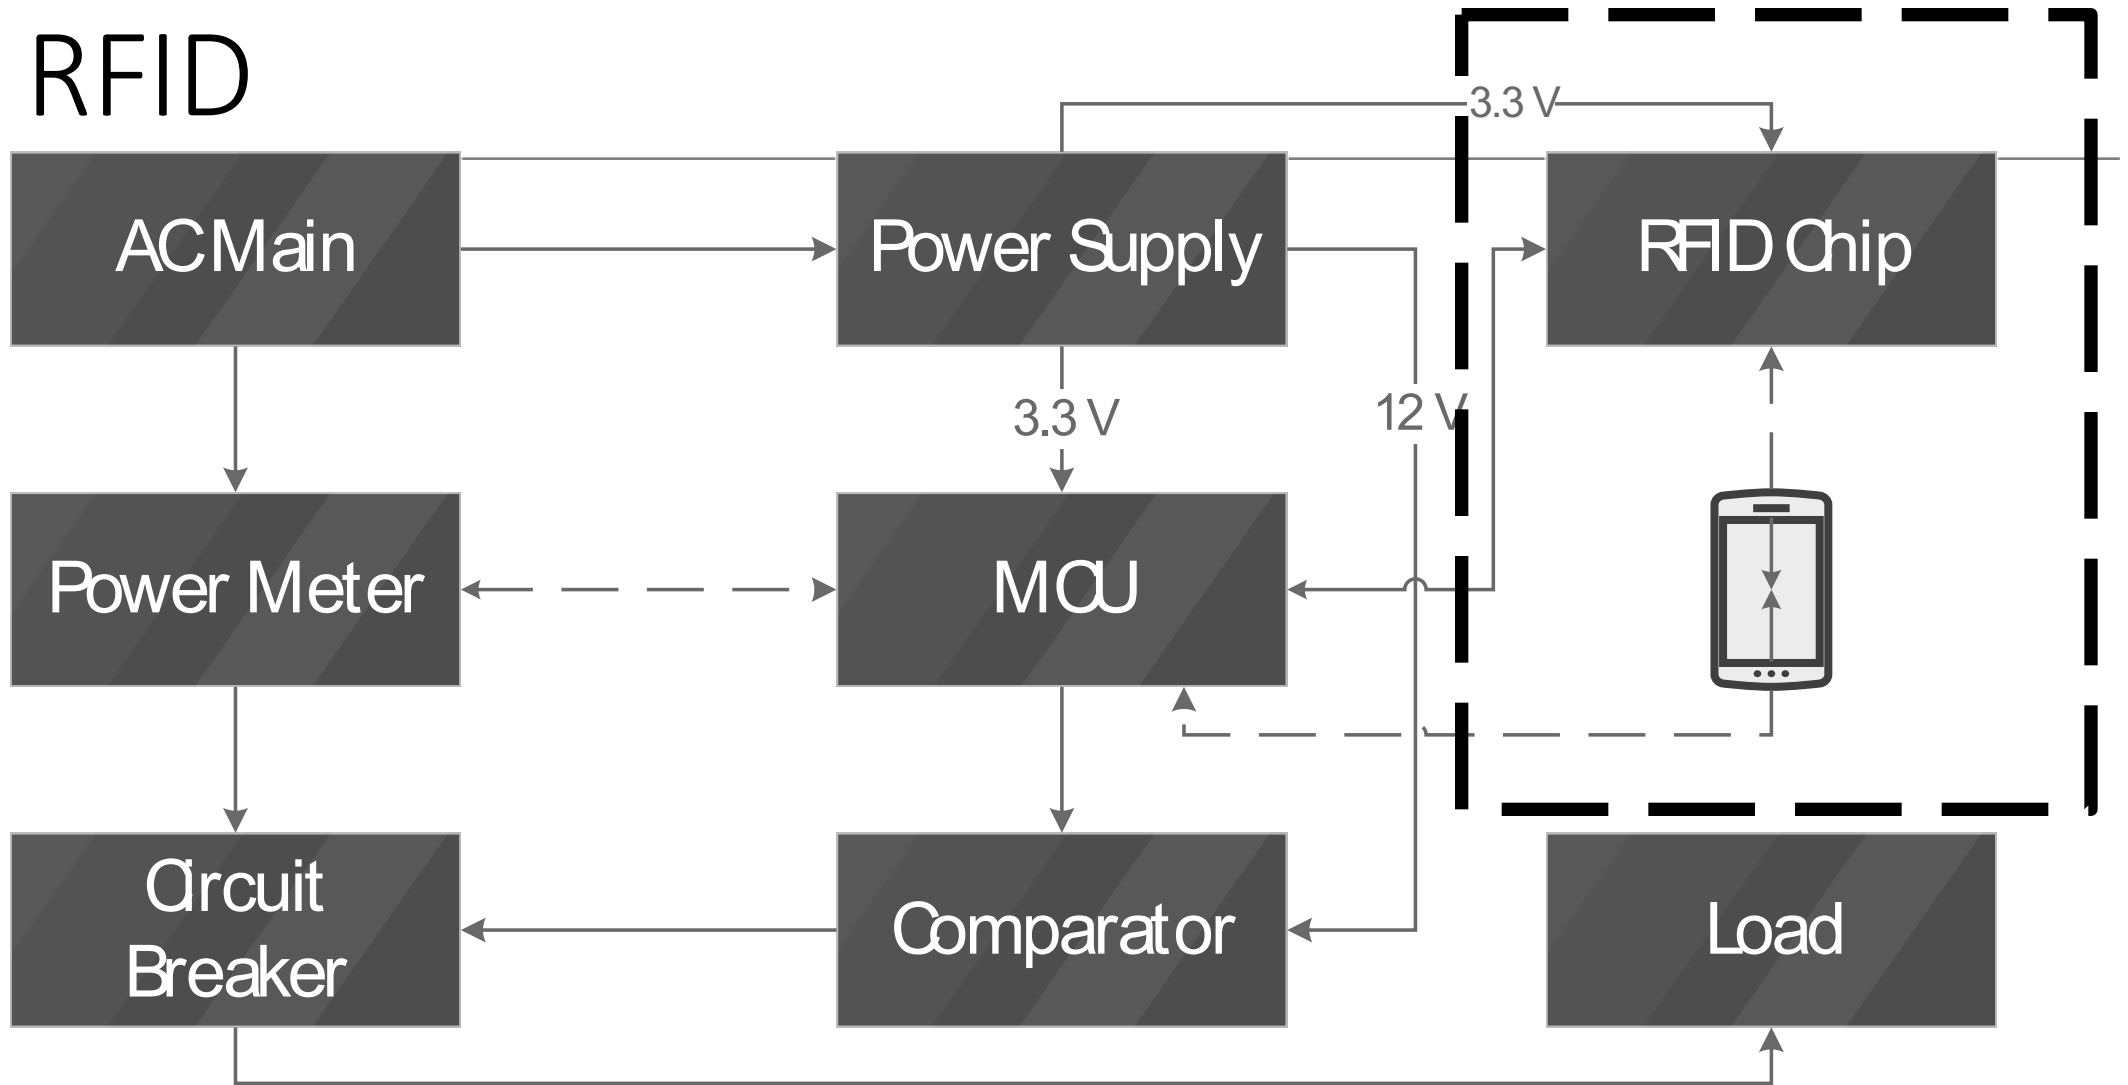 RFID
3.3 V
AC Main
Power Supply
RFID Chip
3.3 V
12 V
Power Meter
MCU
Circuit
Breaker
Comparator
Load